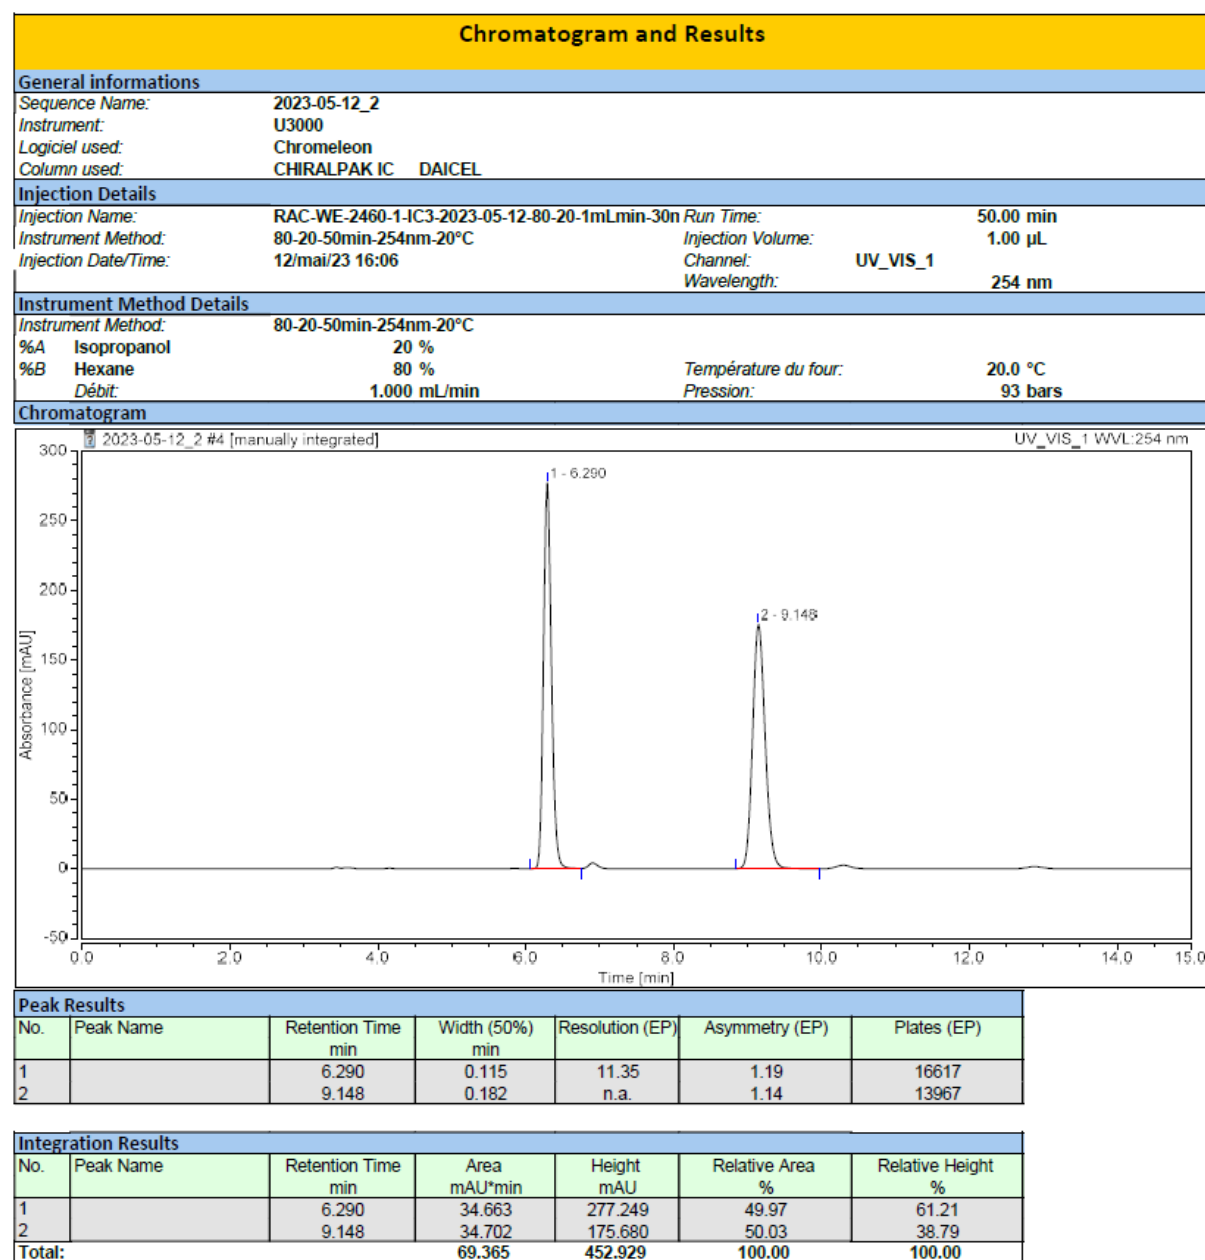 Chromatogram and Results
General informations
Sequence Name: 2023-05-12_2
Instrument: U3000
Logiciel used: Chromeleon
Column used: CHIRALPAK IC DAICEL
Injection Details
Injection Name: RAC-WE-2460-1-IC3-2023-05-12-80-20-1mLmin-30n Run Time: 50.00 min
Instrument Method: 80-20-50min-254nm-20°C Injection Volume: 1.00 µL
Injection Date/Time: 12/mai/23 16:06 Channel: UV_VIS_1
Wavelength: 254 nm
Instrument Method Details
Instrument Method: 80-20-50min-254nm-20°C
%A Isopropanol 20 %
%B Hexane 80 % Température du four: 20.0 °C
Débit: 1.000 mL/min Pression: 93 bars
Chromatogram
2023-05-12_2 #4 [manually integrated] UV_VIS_1 WVL:254 nm
300
1 - 6.290
250
200
2 - 9.148
150
100
50
0
-50
Absorbance [mAU]
0.0 2.0 4.0 6.0 8.0 10.0 12.0 14.0 15.0
Time [min]
Peak Results
No. Peak Name Retention Time Width (50%) Resolution (EP) Asymmetry (EP) Plates (EP)
min min
1 6.290 0.115 11.35 1.19 16617
2 9.148 0.182 n.a. 1.14 13967
Integration Results
No. Peak Name Retention Time Area Height Relative Area Relative Height
min mAU*min mAU % %
1 6.290 34.663 277.249 49.97 61.21
2 9.148 34.702 175.680 50.03 38.79
Total: 69.365 452.929 100.00 100.00